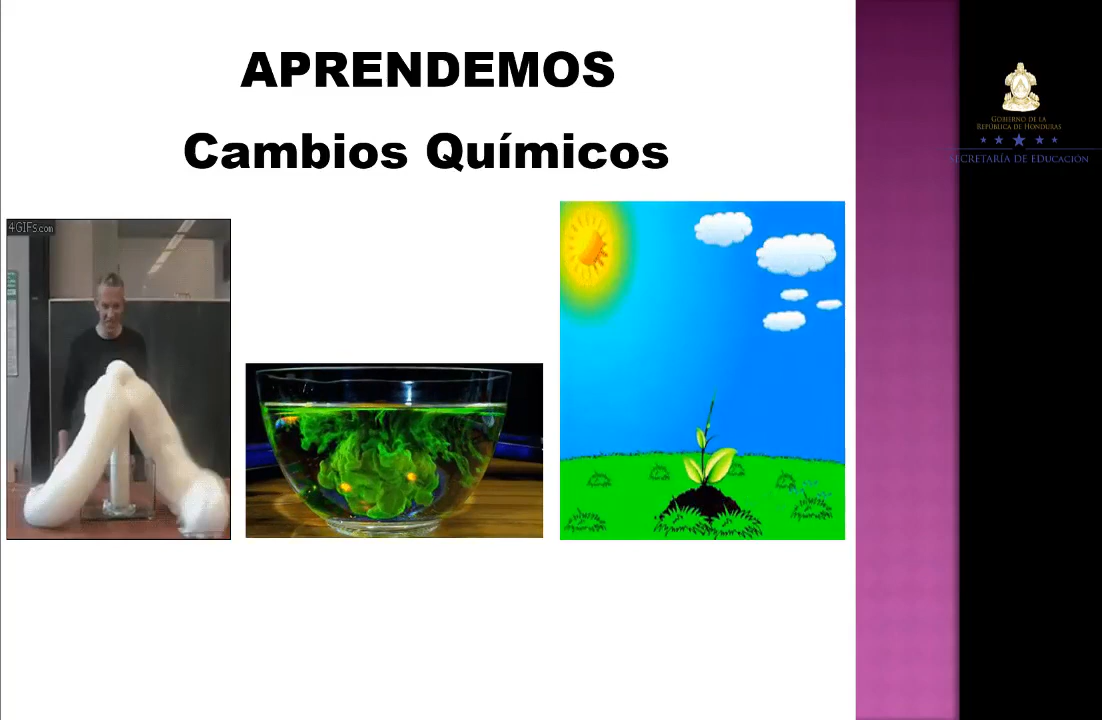 APRENDEMOS
Cambios Químicos
4GIFs.com
GOBIERNO DE LA
REPÚBLICA DE HONDURAS
SECRETARÍA DE EDUCACIÓN